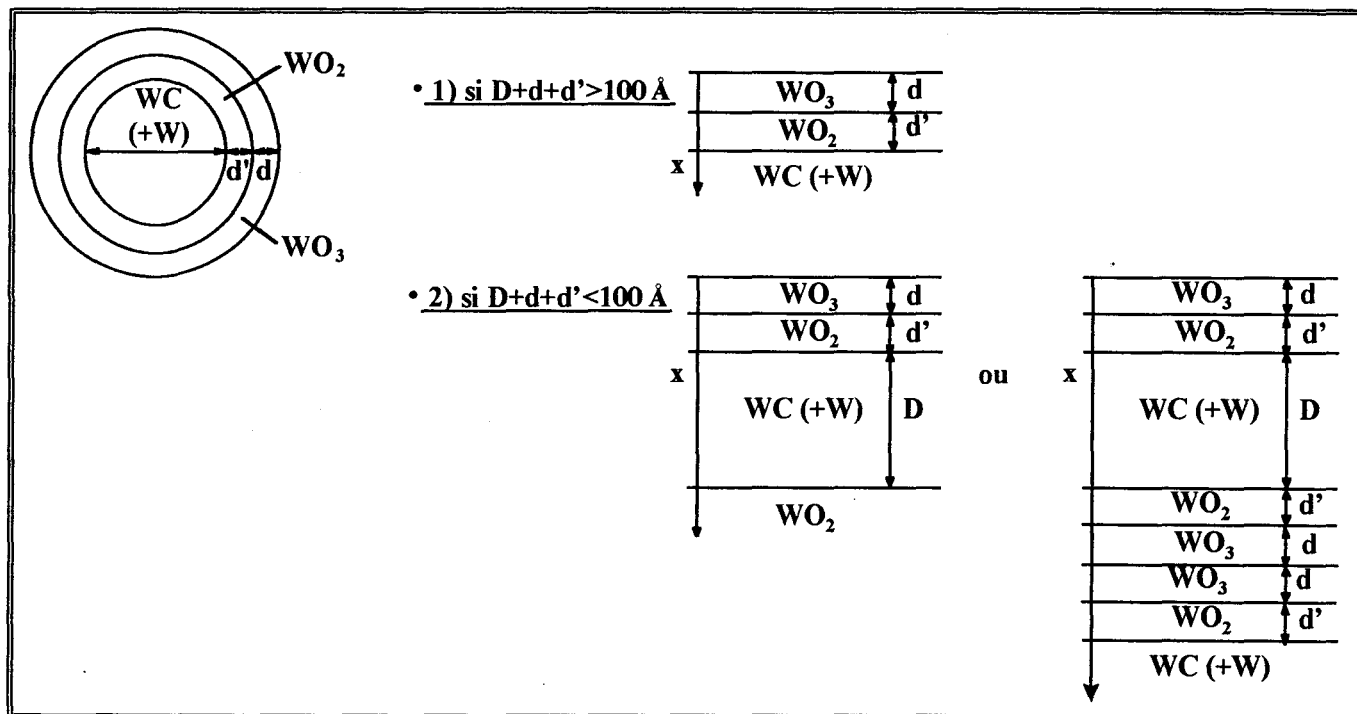 WO₂
WC
(+W)
d' d
WO₃
• 1) si D+d+d'>100 Å
WO₃ d
WO₂ d'
x
WC (+W)
• 2) si D+d+d'<100 Å
WO₃ d
WO₂ d'
x
WC (+W) D
WO₂
ou
WO₃ d
WO₂ d'
x
WC (+W) D
WO₂ d'
WO₃ d
WO₃ d
WO₂ d'
WC (+W)